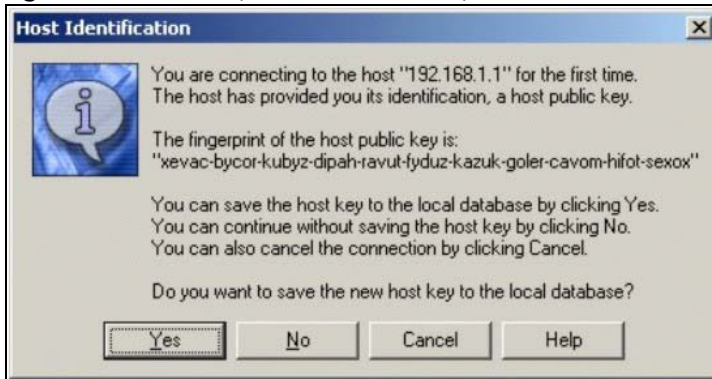 Host Identification
You are connecting to the host "192.168.1.1" for the first time.
The host has provided you its identification, a host public key.
The fingerprint of the host public key is:
"xevac-bycor-kubyz-dipah-ravut-fyduz-kazuk-goler-cavom-hifot-sexox"
You can save the host key to the local database by clicking Yes.
You can continue without saving the host key by clicking No.
You can also cancel the connection by clicking Cancel.
Do you want to save the new host key to the local database?
Yes No Cancel Help